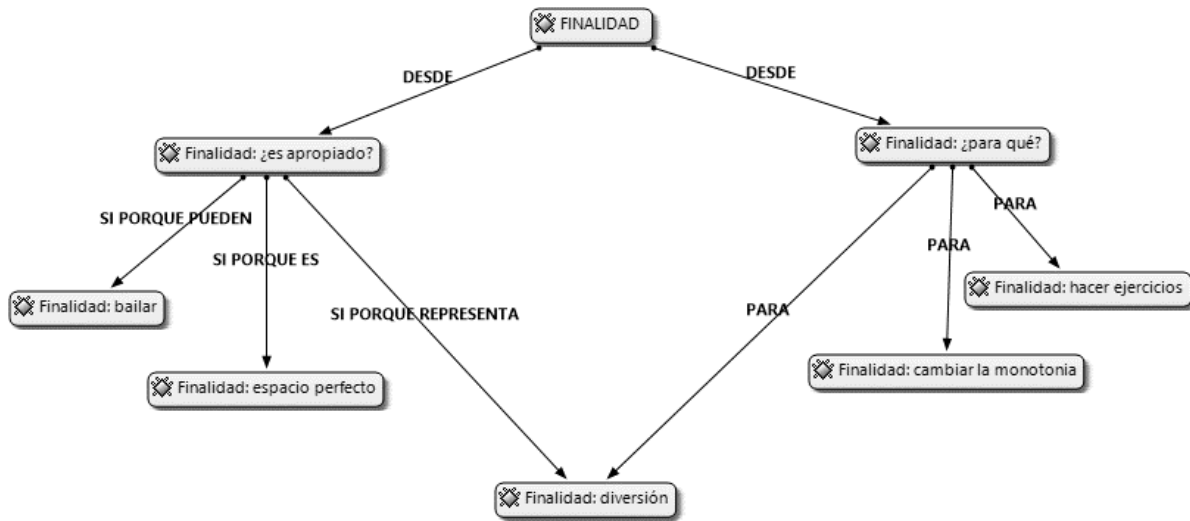 FINALIDAD
DESDE
DESDE
Finalidad: ¿es apropiado?
Finalidad: ¿para qué?
SI PORQUE PUEDEN
PARA
PARA
SI PORQUE ES
Finalidad: bailar
Finalidad: hacer ejercicios
SI PORQUE REPRESENTA
PARA
Finalidad: espacio perfecto
Finalidad: cambiar la monotonia
Finalidad: diversión